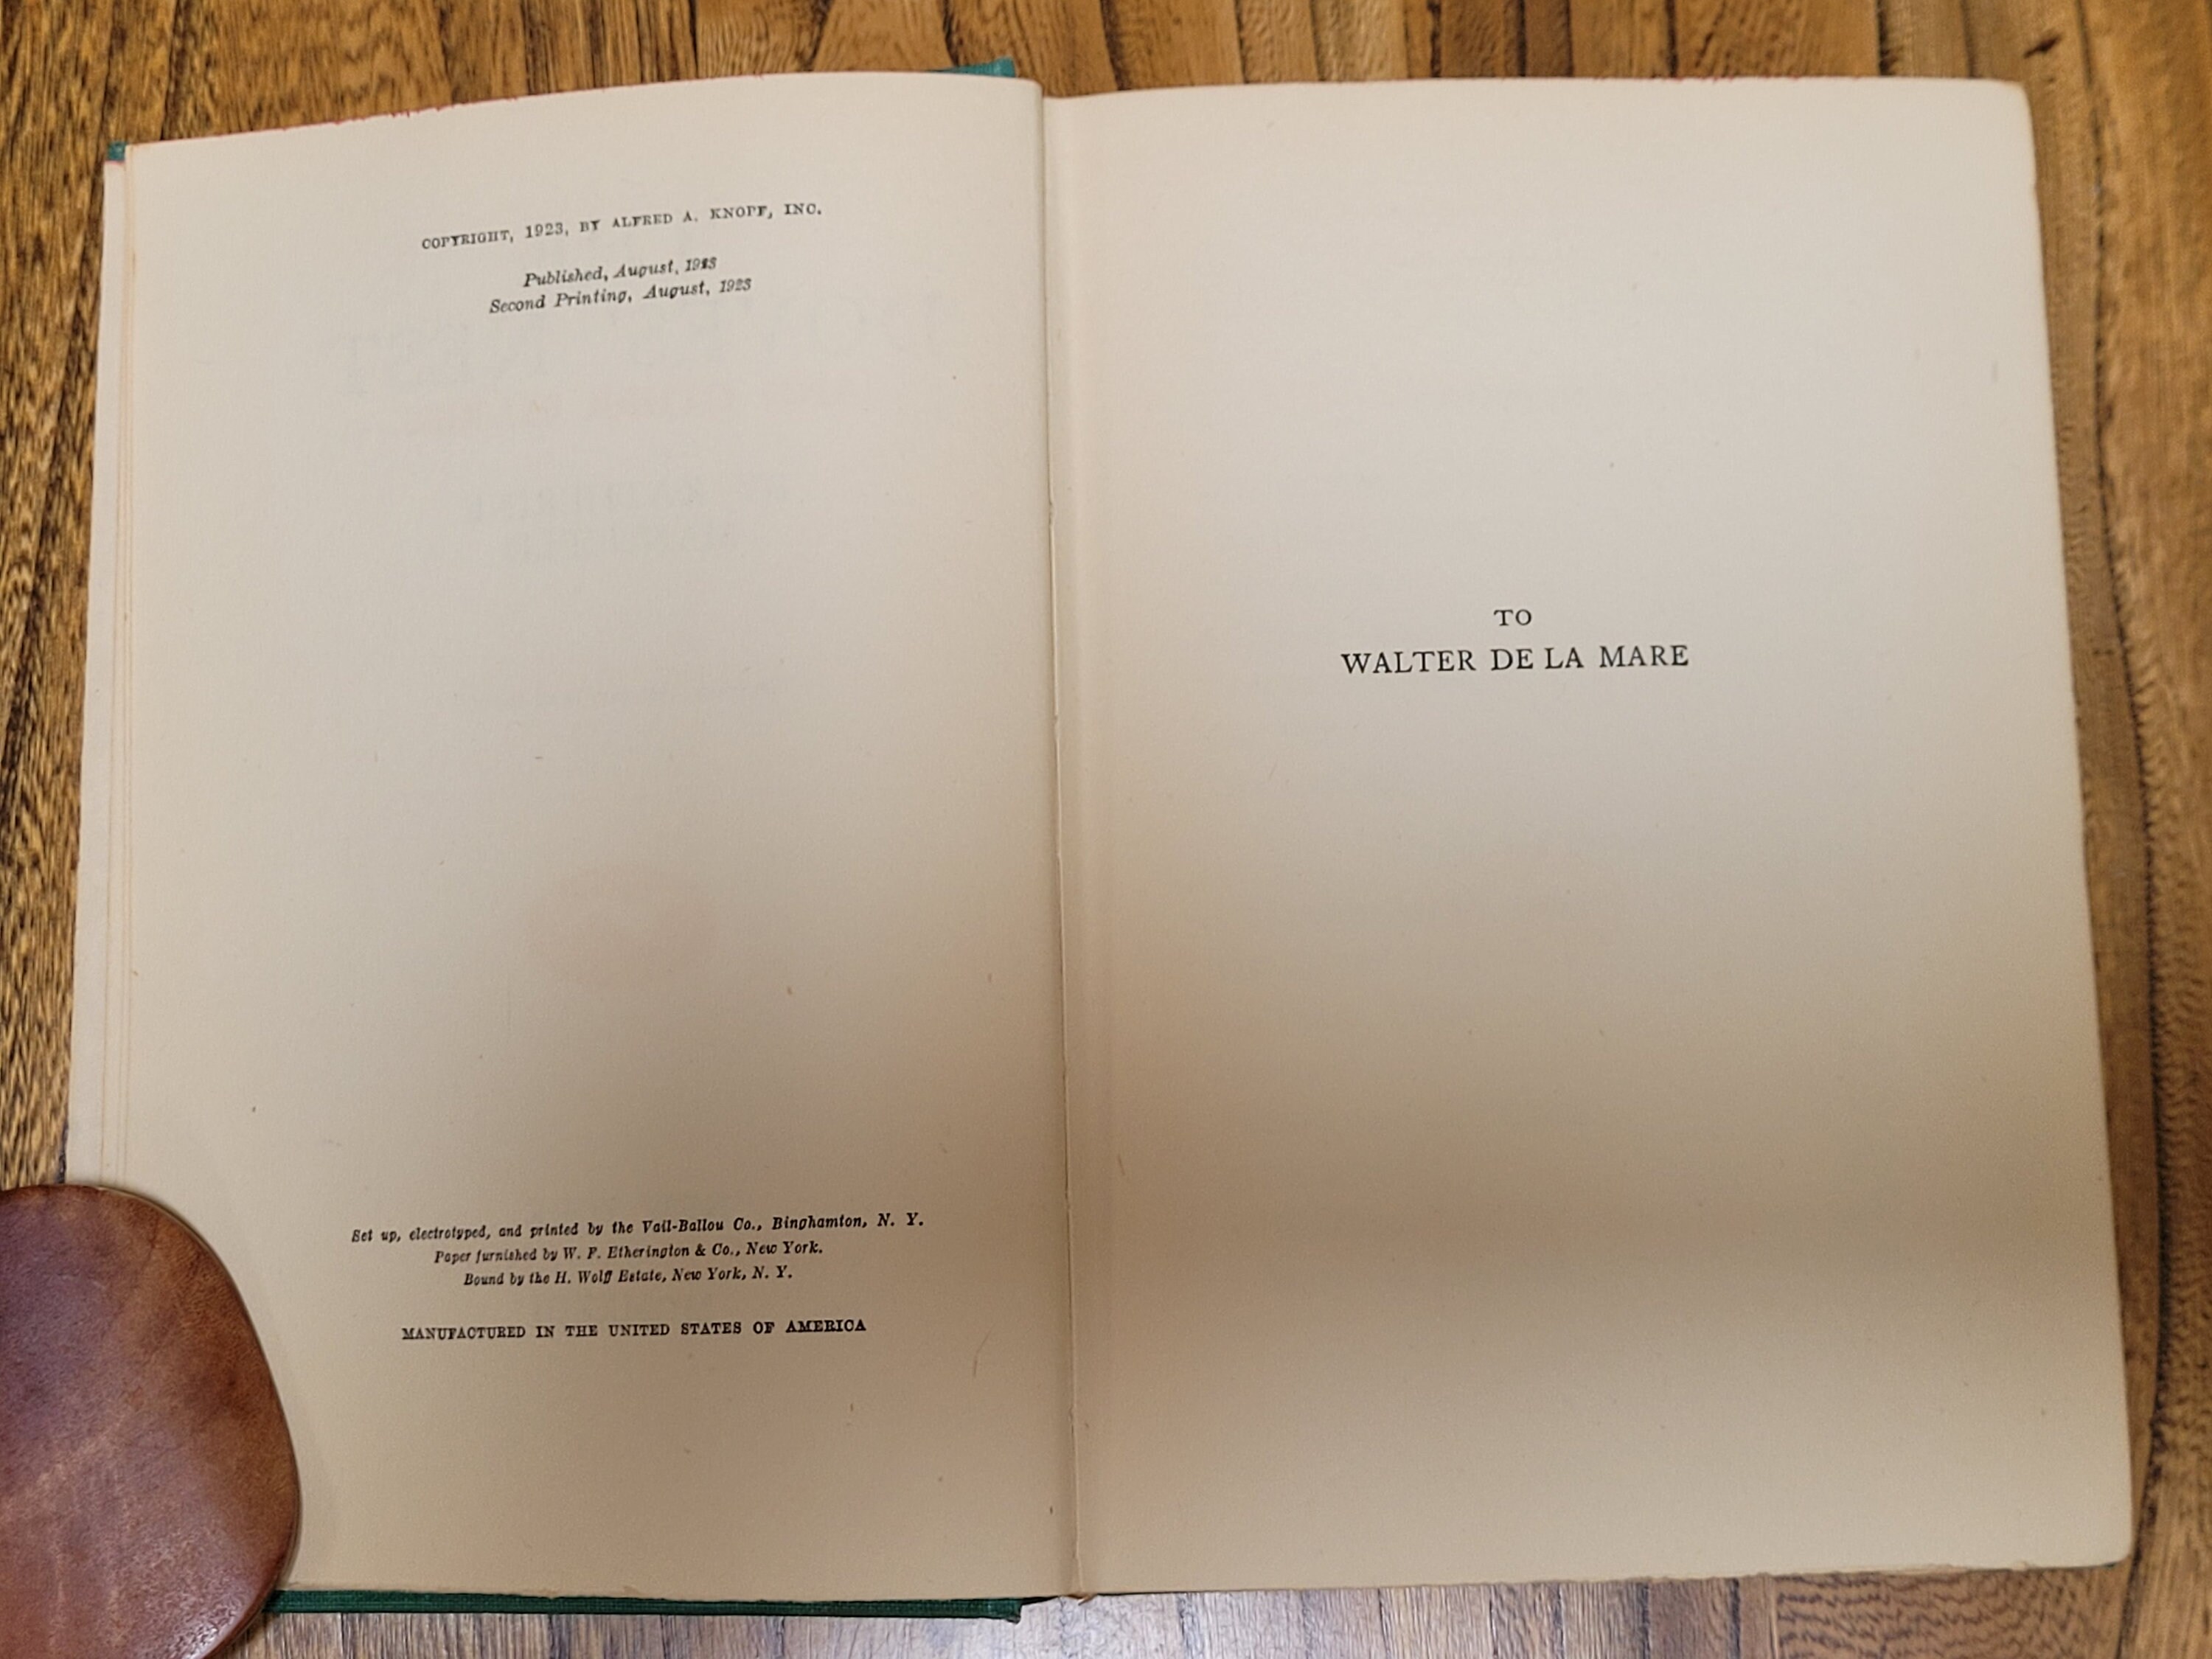 COPYRIGHT, 1923, BY ALFRED A. KNOPF, INC.
Published, August, 1923
Second Printing, August, 1923
Set up, electrotyped, and printed by the Vail-Ballou Co., Binghamton, N. Y.
Paper furnished by W. F. Etherington & Co., New York.
Bound by the H. Wolff Estate, New York, N. Y.
MANUFACTURED IN THE UNITED STATES OF AMERICA
TO
WALTER DE LA MARE